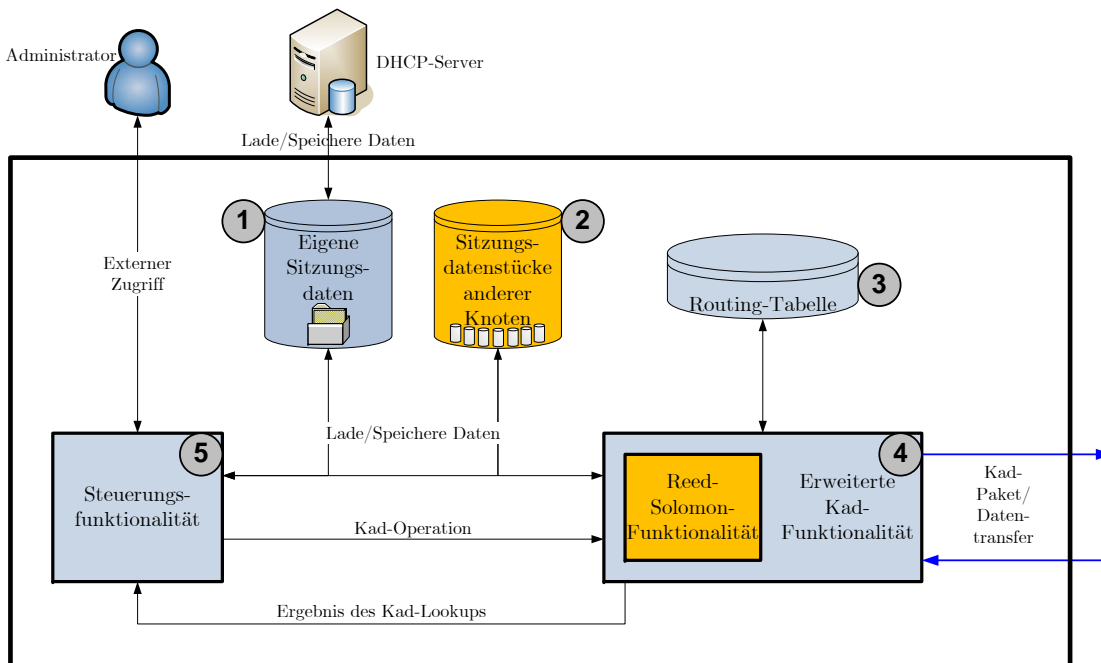 Administrator
DHCP-Server
Lade/Speichere Daten
1
Eigene
Sitzungs-
daten
2
Sitzungs-
datenstücke
anderer
Knoten
3
Routing-Tabelle
Externer
Zugriff
Lade/Speichere Daten
5
Steuerungs-
funktionalität
4
Reed-
Solomon-
Funktionalität
Erweiterte
Kad-
Funktionalität
Kad-
Paket/
Daten-
transfer
Kad-Operation
Ergebnis des Kad-Lookups